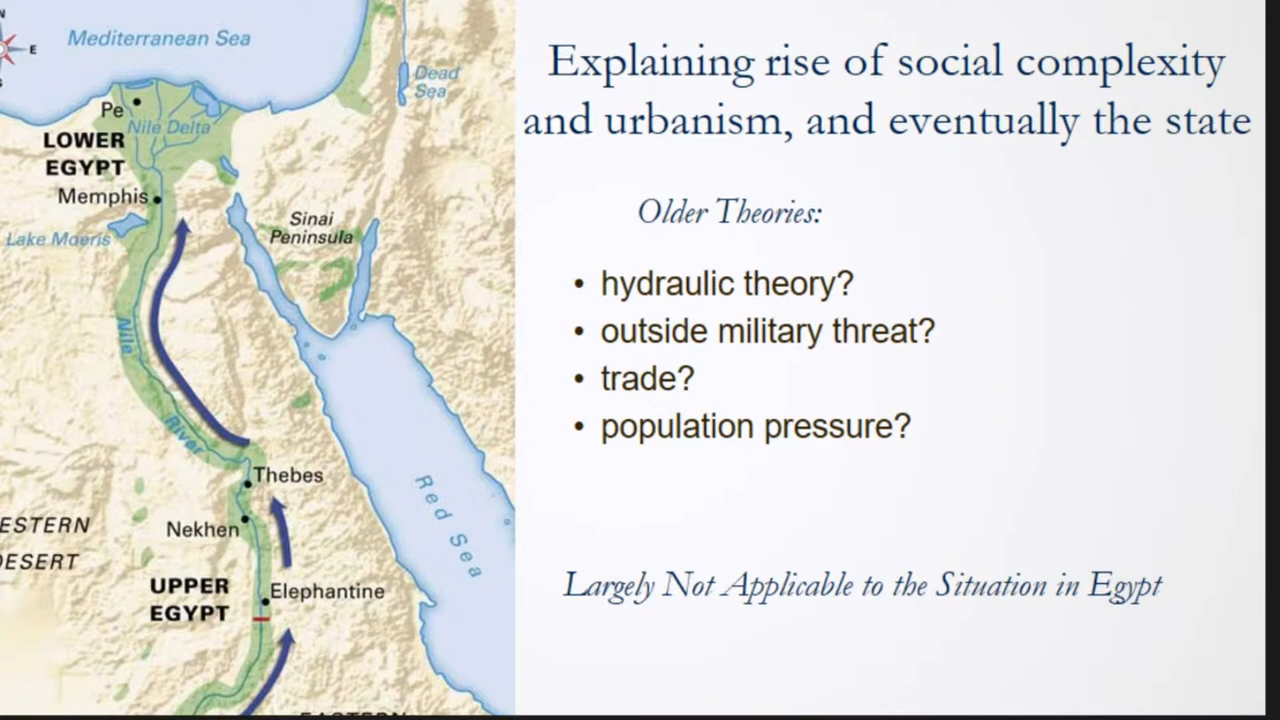 N
E
S
Mediterranean Sea
Dead
Sea
Pe
Nile Delta
LOWER
EGYPT
Memphis
Lake Moeris
Sinai
Peninsula
Nile
River
Thebes
Red Sea
ESTERN
DESERT
Nekhen
Elephantine
UPPER
EGYPT
EASTERN
Explaining rise of social complexity
and urbanism, and eventually the state
Older Theories:
• hydraulic theory?
• outside military threat?
• trade?
• population pressure?
Largely Not Applicable to the Situation in Egypt